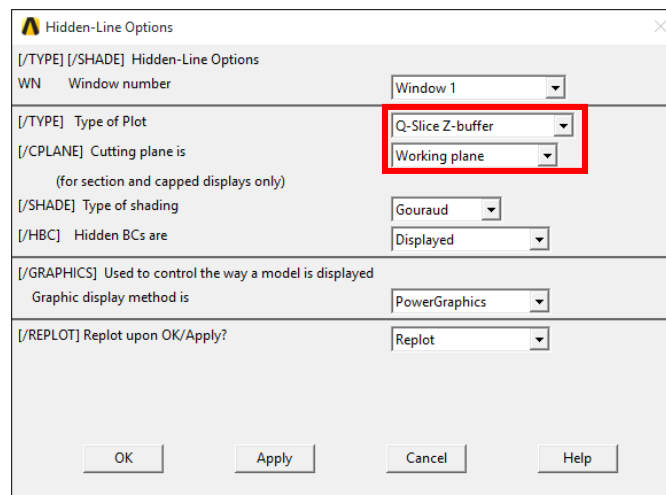 Hidden-Line Options
[/TYPE] [/SHADE] Hidden-Line Options
WN Window number Window 1
[/TYPE] Type of Plot Q-Slice Z-buffer
[/CPLANE] Cutting plane is Working plane
(for section and capped displays only)
[/SHADE] Type of shading Gouraud
[/HBC] Hidden BCs are Displayed
[/GRAPHICS] Used to control the way a model is displayed
Graphic display method is PowerGraphics
[/REPLOT] Replot upon OK/Apply? Replot
OK Apply Cancel Help